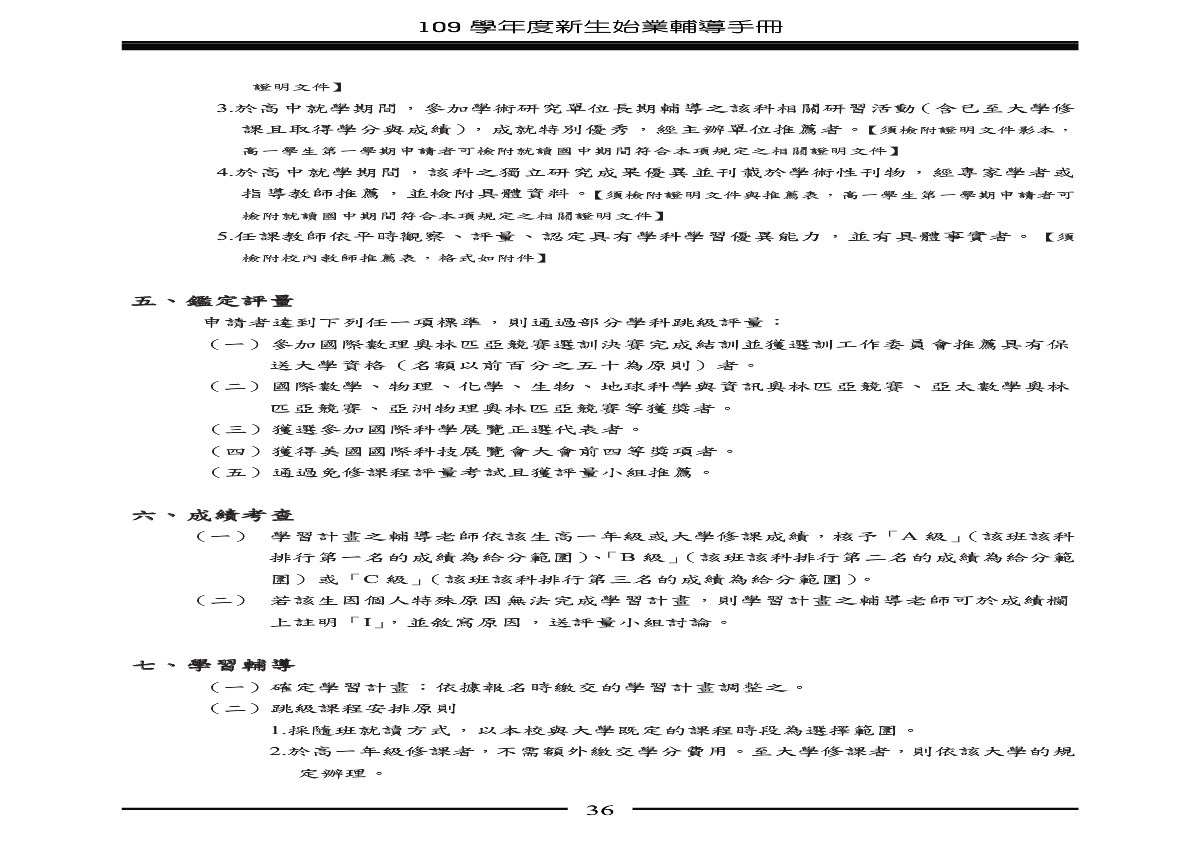 109 學年度新生始業輔導手冊
證明文件】
3.於高中就學期間，參加學術研究單位長期輔導之該科相關研習活動（含已至大學修
課且取得學分與成績），成就特別優秀，經主辦單位推薦者。【須檢附證明文件影本，
高一學生第一學期申請者可檢附就讀國中期間符合本項規定之相關證明文件】
4.於高中就學期間，該科之獨立研究成果優異並刊載於學術性刊物，經專家學者或
指導教師推薦，並檢附具體資料。【須檢附證明文件與推薦表，高一學生第一學期申請者可
檢附就讀國中期間符合本項規定之相關證明文件】
5.任課教師依平時觀察、評量、認定具有學科學習優異能力，並有具體事實者。【須
檢附校內教師推薦表，格式如附件】
五、鑑定評量
申請者達到下列任一項標準，則通過部分學科跳級評量：
（一）參加國際數理奧林匹亞競賽選訓決賽完成結訓並獲選訓工作委員會推薦具有保
送大學資格（名額以前百分之五十為原則）者。
（二）國際數學、物理、化學、生物、地球科學與資訊奧林匹亞競賽、亞太數學奧林
匹亞競賽、亞洲物理奧林匹亞競賽等獲獎者。
（三）獲選參加國際科學展覽正選代表者。
（四）獲得美國國際科技展覽會大會前四等獎項者。
（五）通過免修課程評量考試且獲評量小組推薦。
六、成績考查
（一） 學習計畫之輔導老師依該生高一年級或大學修課成績，核予「A 級」（該班該科
排行第一名的成績為給分範圍）、「B 級」（該班該科排行第二名的成績為給分範
圍）或「C 級」（該班該科排行第三名的成績為給分範圍）。
（二） 若該生因個人特殊原因無法完成學習計畫，則學習計畫之輔導老師可於成績欄
上註明「I」，並敘寫原因，送評量小組討論。
七、學習輔導
（一）確定學習計畫：依據報名時繳交的學習計畫調整之。
（二）跳級課程安排原則
1.採隨班就讀方式，以本校與大學既定的課程時段為選擇範圍。
2.於高一年級修課者，不需額外繳交學分費用。至大學修課者，則依該大學的規
定辦理。
36